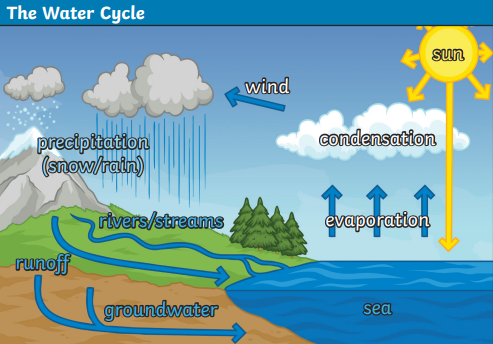 The Water Cycle
sun
wind
condensation
precipitation
(snow/rain)
evaporation
rivers/streams
runoff
groundwater
sea